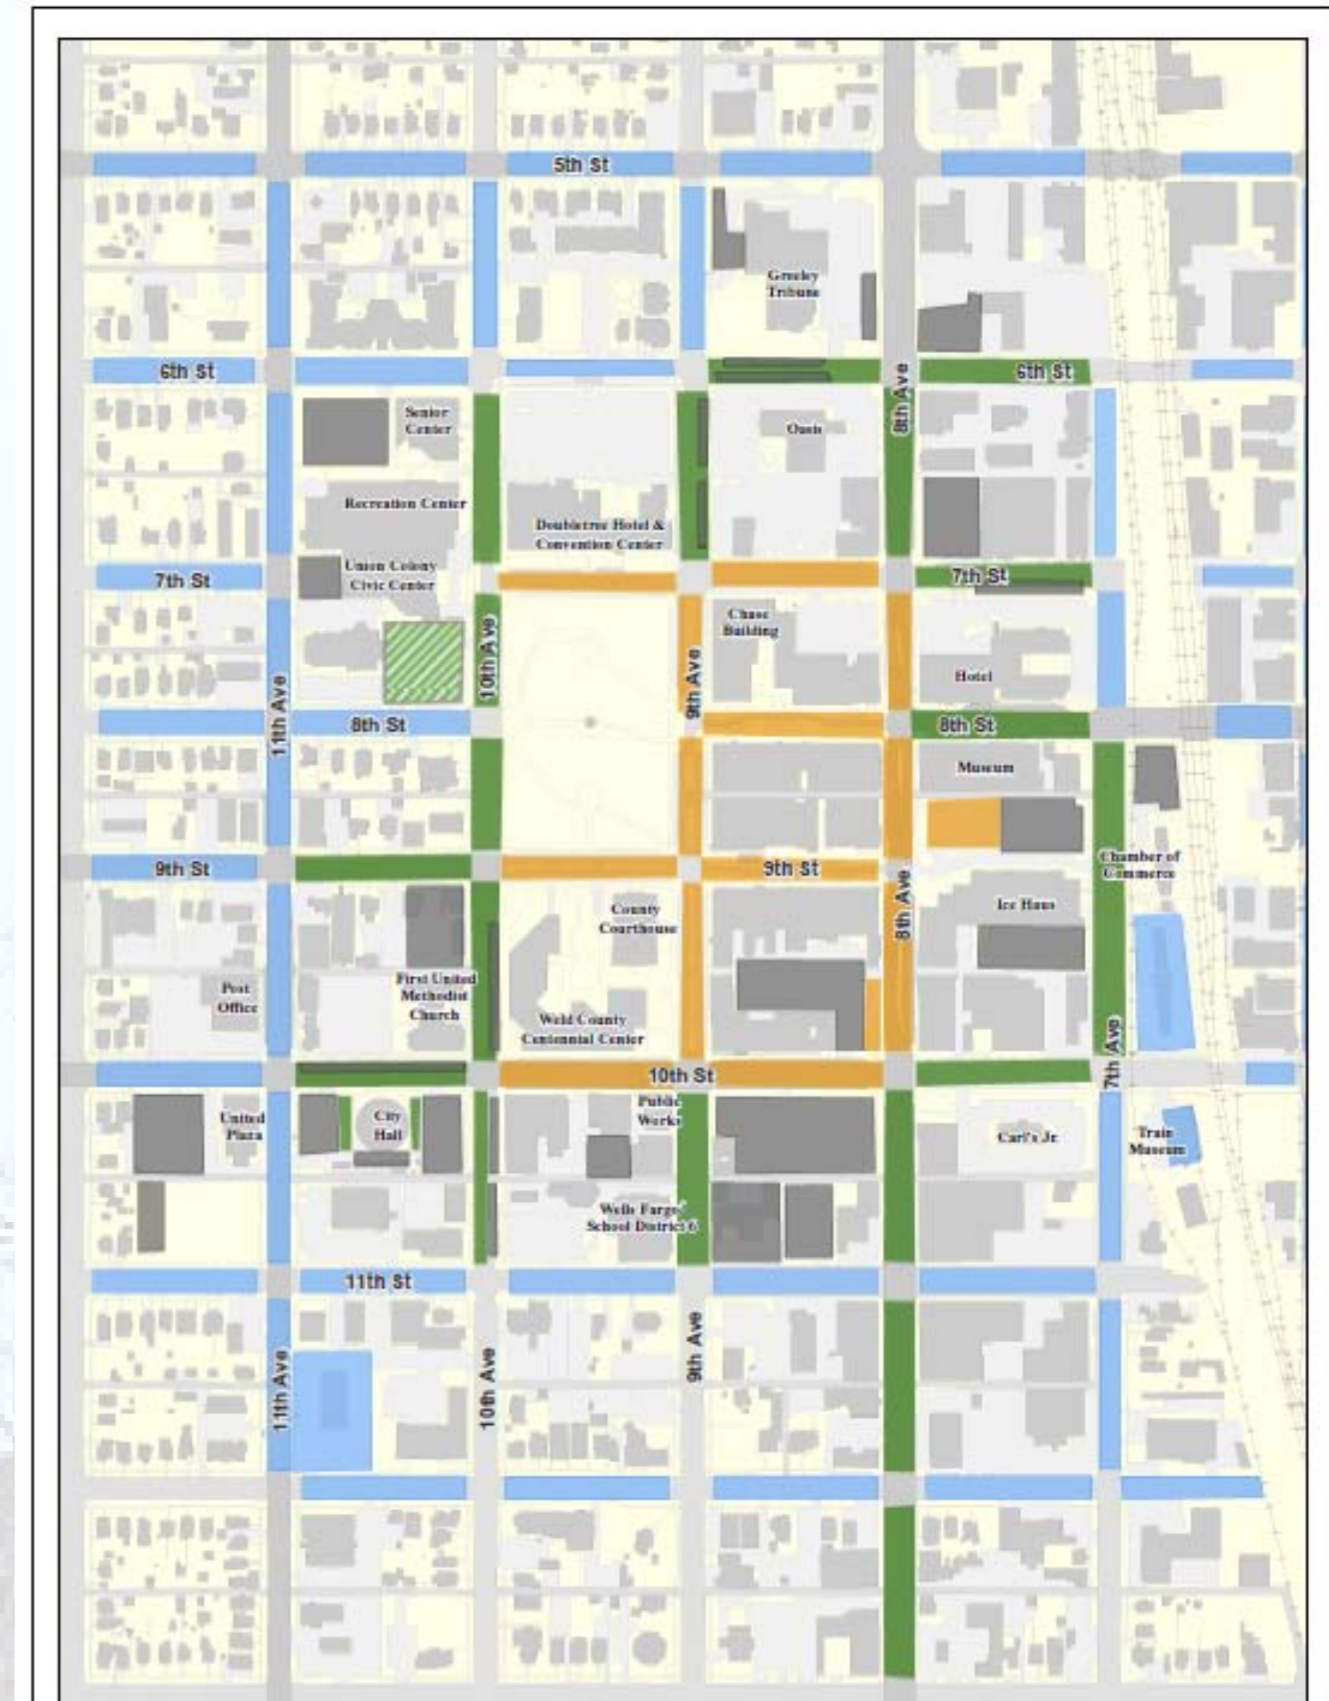 5th St
Greeley
Tribune
6th St
8th Ave
6th St
Senior
Center
Oasis
Recreation Center
Doubletree Hotel &
Convention Center
Union Colony
Civic Center
7th St
7th St
Chase
Building
10th Ave
9th Ave
11th Ave
Hotel
8th St
8th St
Museum
9th St
9th St
Chamber of
Commerce
8th Ave
Ice Haus
County
Courthouse
Post
Office
First United
Methodist
Church
Weld County
Centennial Center
7th Ave
10th St
United
Plaza
City
Hall
Public
Works
Carl's Jr.
Train
Museum
Wells Fargo/
School District 6
11th St
11th Ave
10th Ave
9th Ave